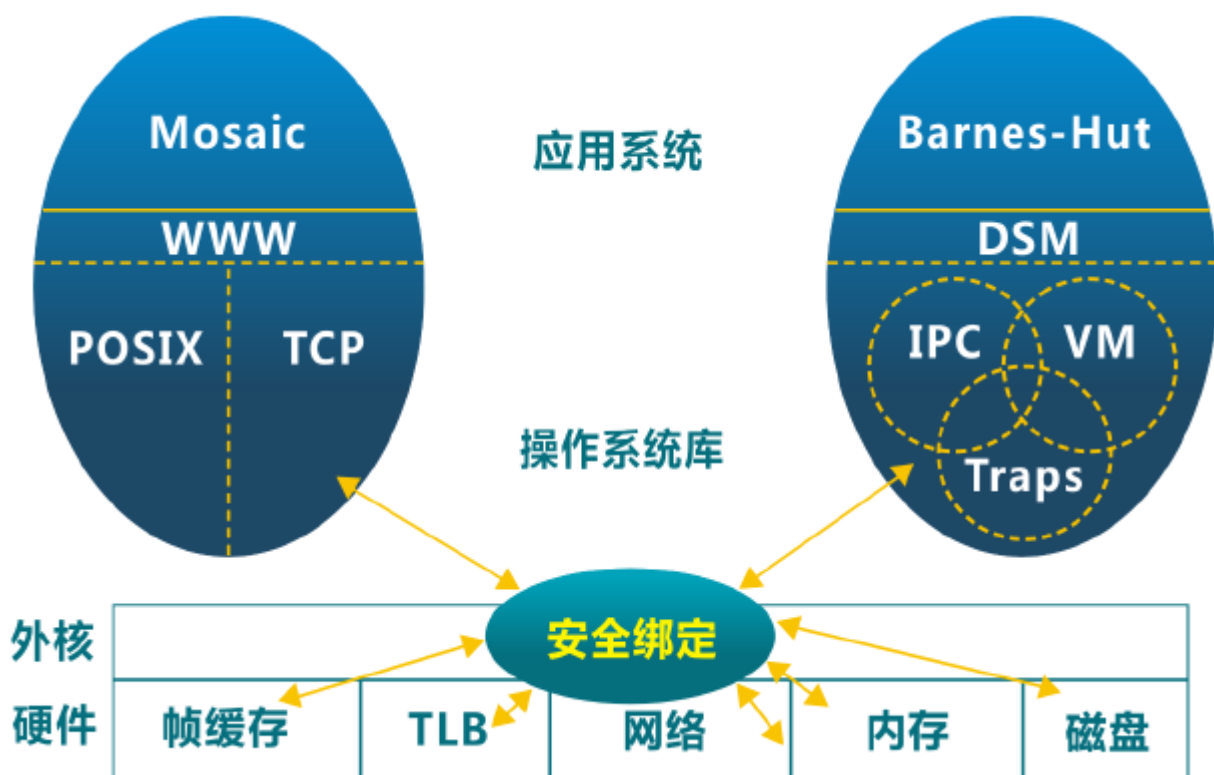 Mosaic
应用系统
Barnes-Hut
WWW
DSM
POSIX
TCP
IPC
VM
操作系统库
Traps
外核
安全绑定
硬件
帧缓存
TLB
网络
内存
磁盘